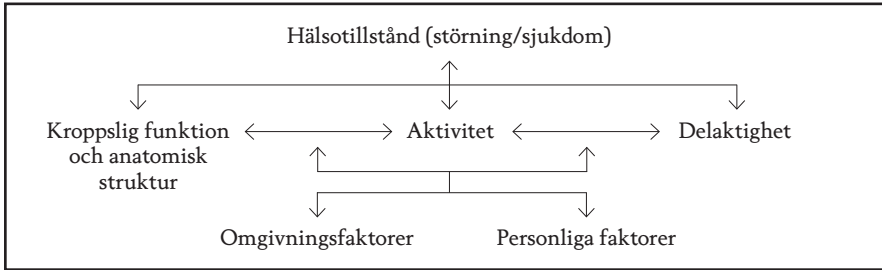 Hälsotillstånd (störning/sjukdom)
Kroppslig funktion
och anatomisk
struktur
Aktivitet
Delaktighet
Omgivningsfaktorer
Personliga faktorer